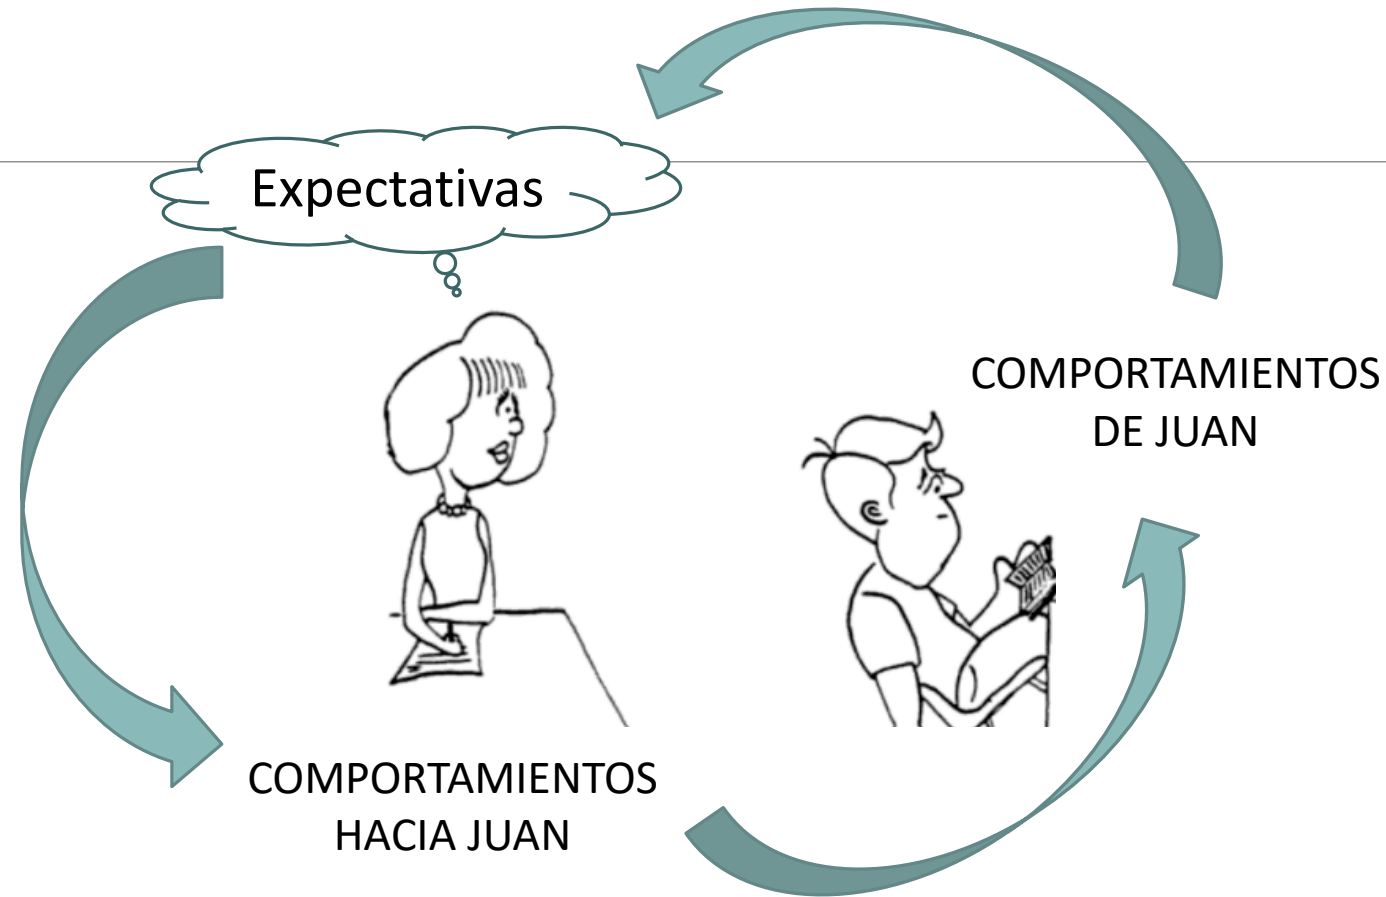 Expectativas
COMPORTAMIENTOS
DE JUAN
COMPORTAMIENTOS
HACIA JUAN